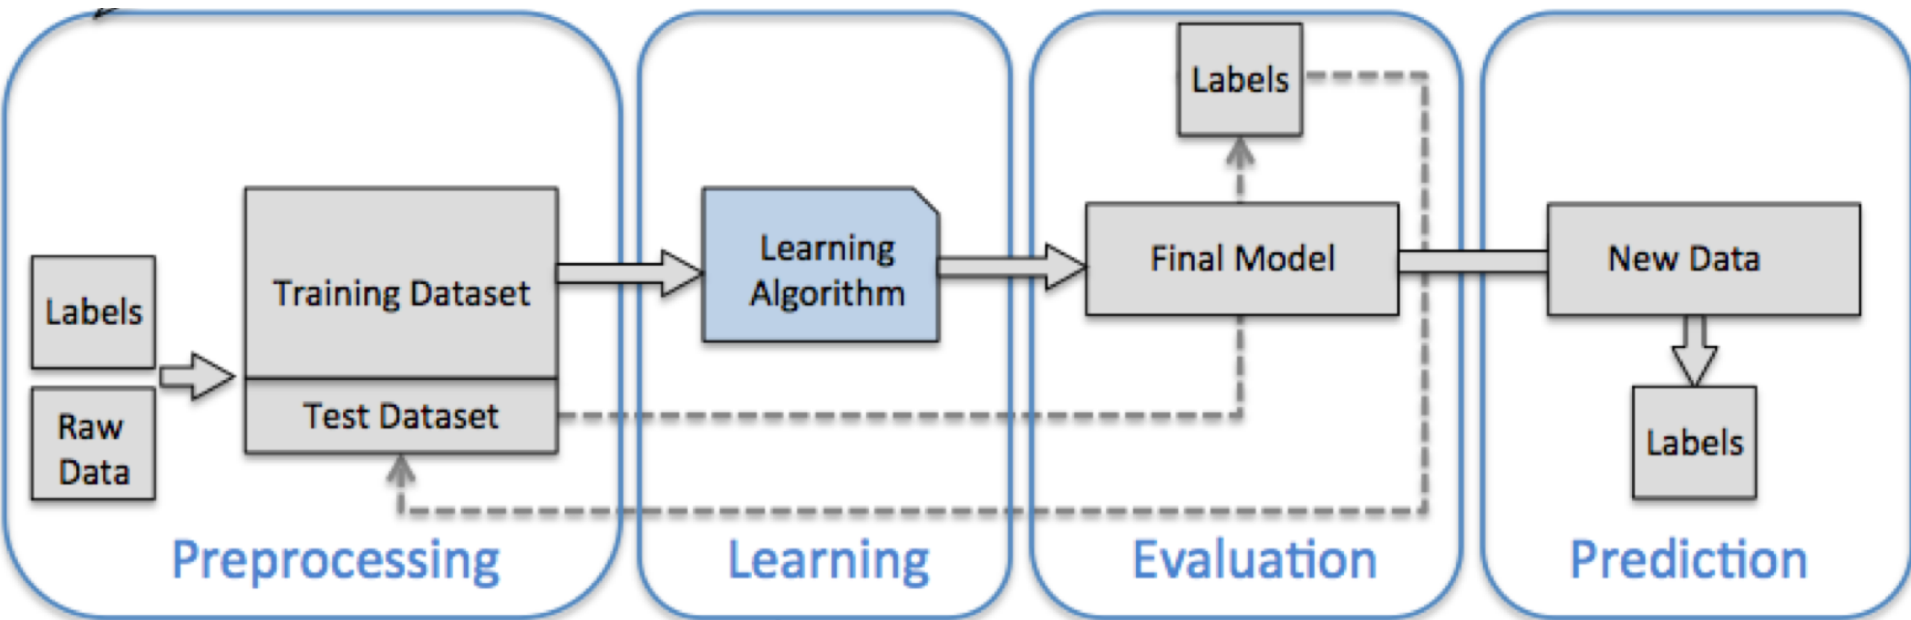 Labels
Raw
Data
Training Dataset
Test Dataset
Preprocessing
Learning
Algorithm
Learning
Labels
Final Model
Evaluation
New Data
Labels
Prediction